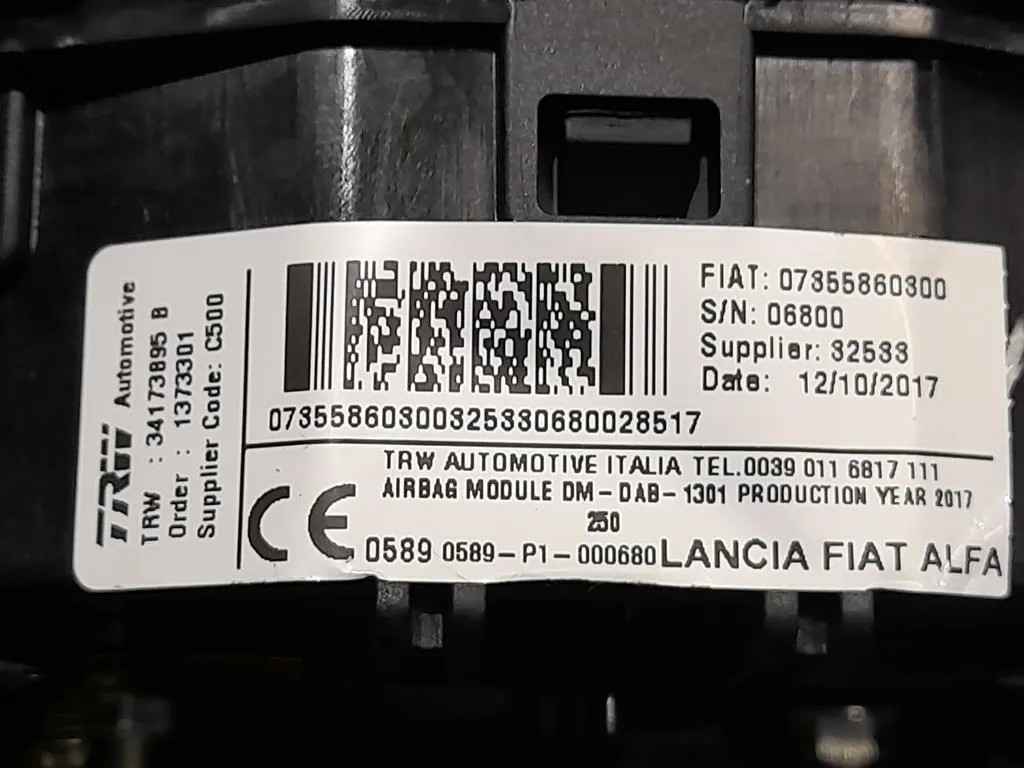 TRW Automotive
TRW : 34173895 B
Order : 1373301
Supplier Code: C500
FIAT: 07355860300
S/N: 06800
Supplier: 32533
Date: 12/10/2017
07355860300325330680028517
TRW AUTOMOTIVE ITALIA TEL.0039 011 6817 111
AIRBAG MODULE DM-DAB-1301 PRODUCTION YEAR 2017
250
CE 0589 0589-P1-000680 LANCIA FIAT ALFA